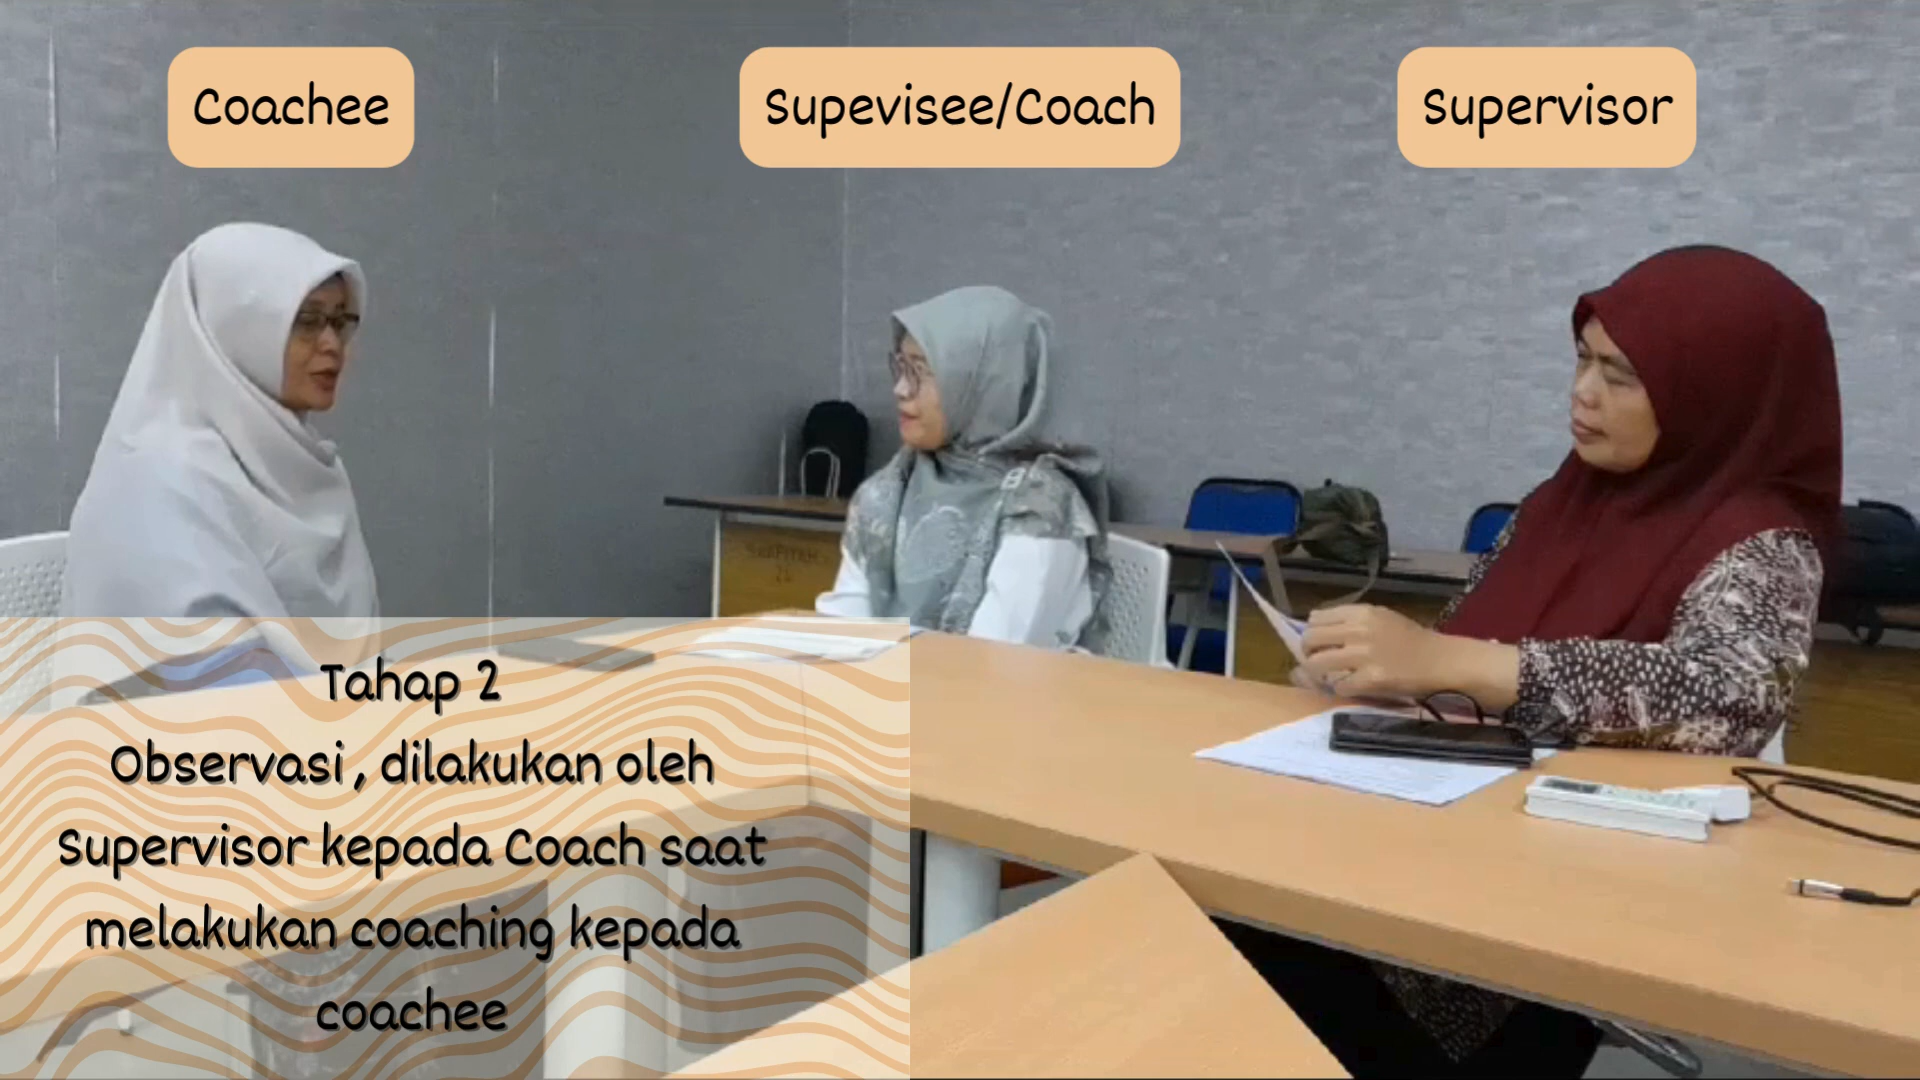 Coachee
Supevisee/Coach
Supervisor
Tahap 2
Observasi, dilakukan oleh
Supervisor kepada Coach saat
melakukan coaching kepada
coachee